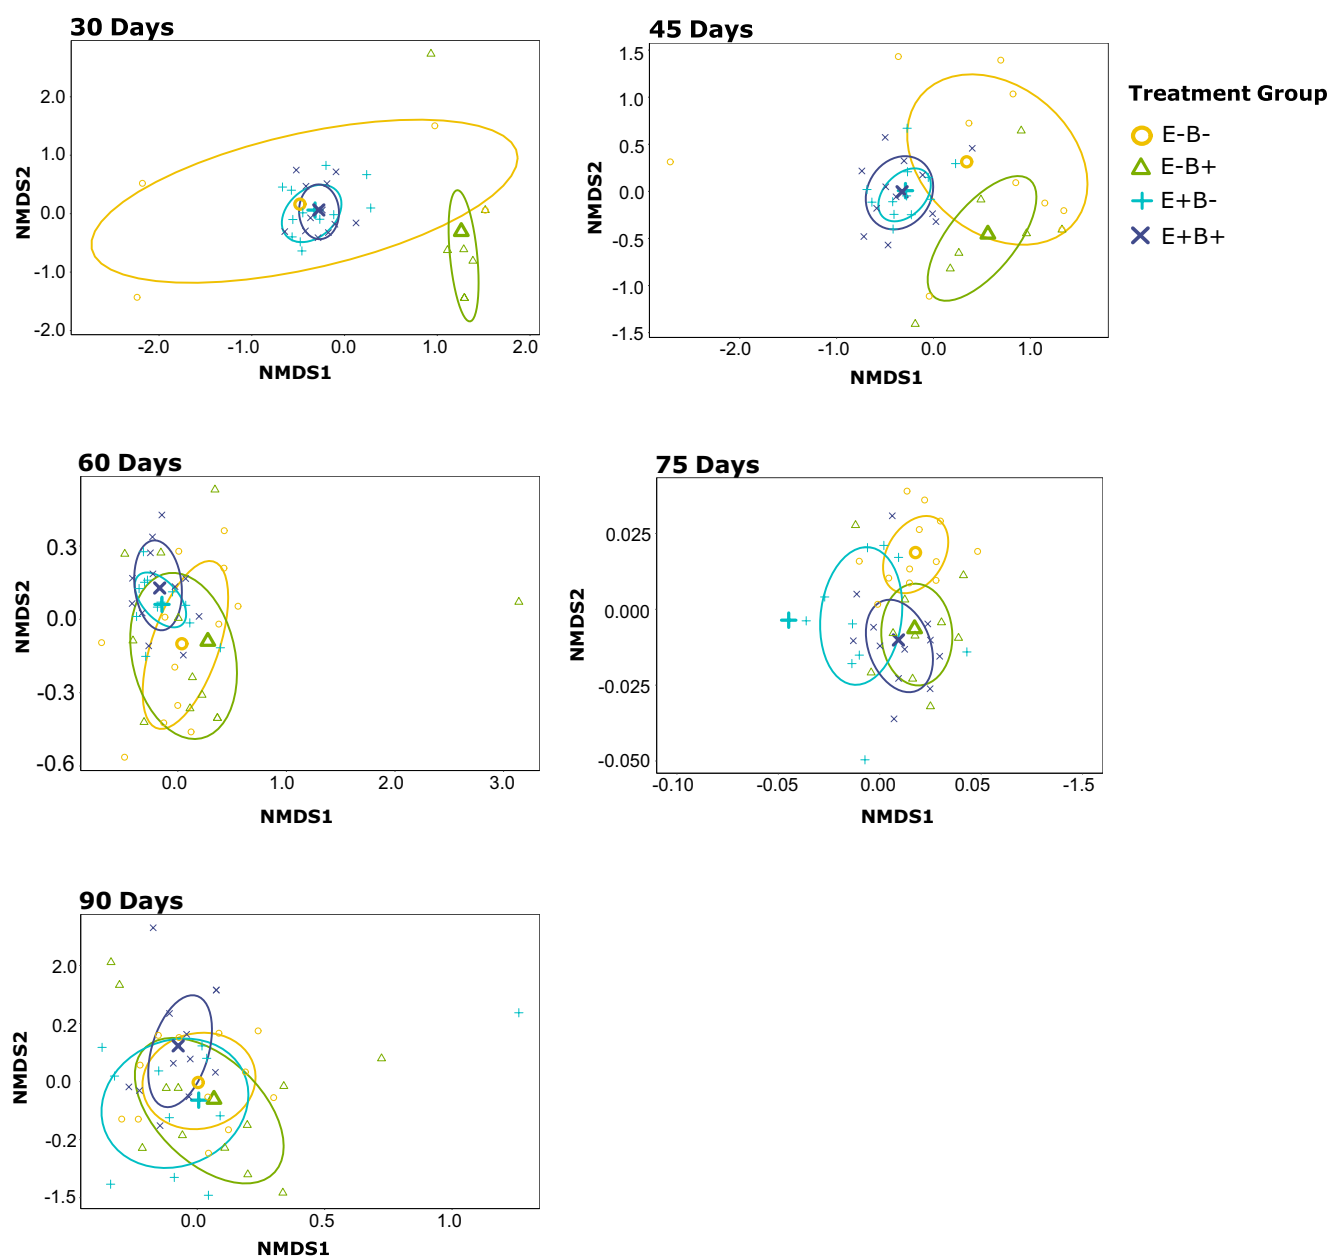 30 Days
NMDS2
2.0
1.0
0.0
-1.0
-2.0
-2.0 -1.0 0.0 1.0 2.0
NMDS1
45 Days
NMDS2
1.5
1.0
0.5
0.0
-0.5
-1.0
-1.5
-2.0 -1.0 0.0 1.0
NMDS1
Treatment Group
E-B-
E-B+
E+B-
E+B+
60 Days
NMDS2
0.3
0.0
-0.3
-0.6
0.0 1.0 2.0 3.0
NMDS1
75 Days
NMDS2
0.025
0.000
-0.025
-0.050
-0.10 -0.05 0.00 0.05 -1.5
NMDS1
90 Days
NMDS2
2.0
0.2
0.0
-0.2
-1.5
0.0 0.5 1.0
NMDS1